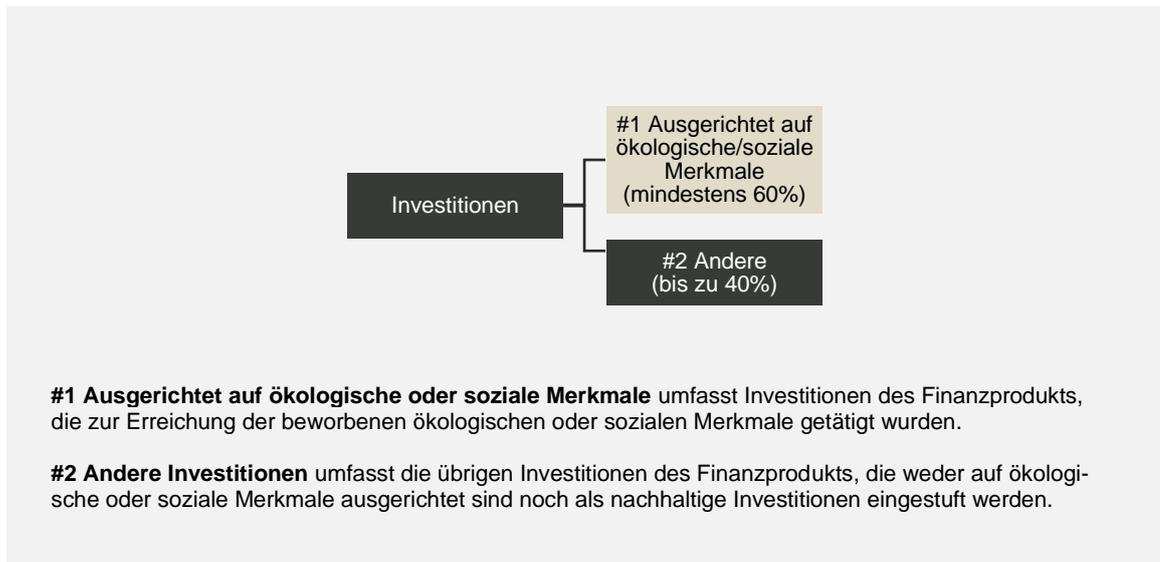 #1 Ausgerichtet auf
ökologische/soziale
Merkmale
(mindestens 60%)
Investitionen
#2 Andere
(bis zu 40%)
#1 Ausgerichtet auf ökologische oder soziale Merkmale umfasst Investitionen des Finanzprodukts,
die zur Erreichung der beworbenen ökologischen oder sozialen Merkmale getätigt wurden.
#2 Andere Investitionen umfasst die übrigen Investitionen des Finanzprodukts, die weder auf ökologi-
sche oder soziale Merkmale ausgerichtet sind noch als nachhaltige Investitionen eingestuft werden.